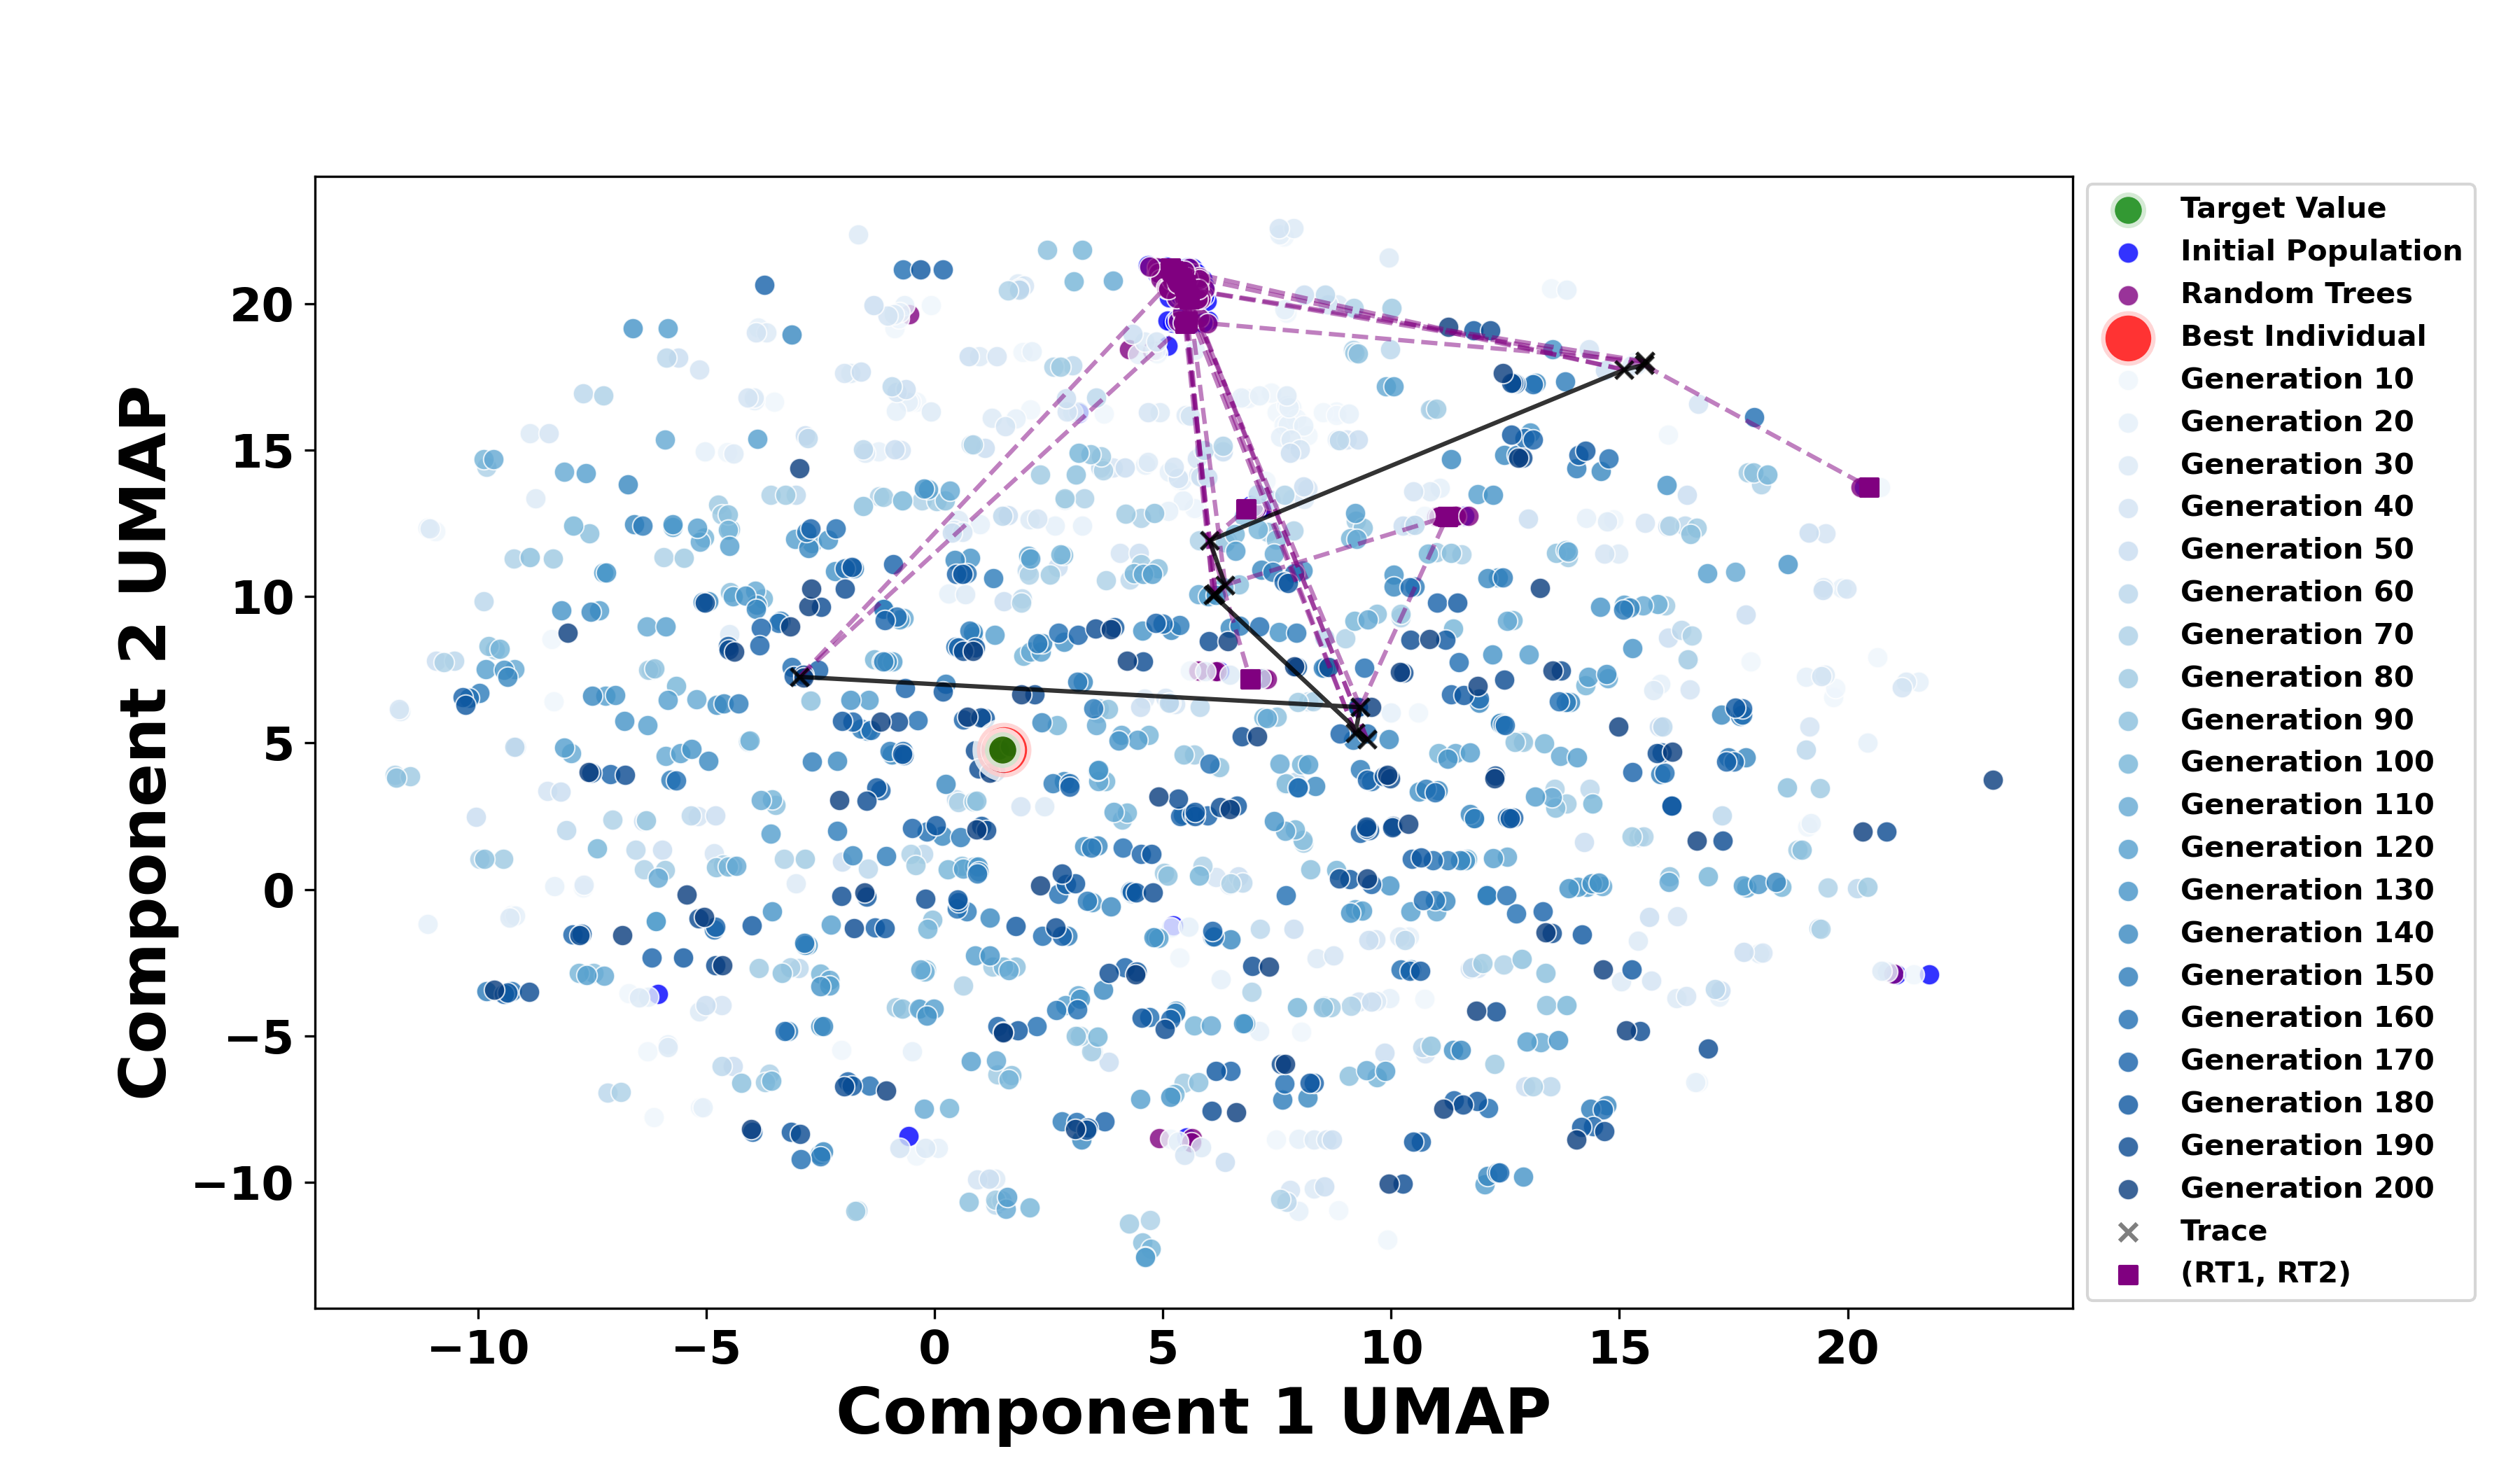 20
15
10
5
0
−5
−10
−10
−5
0
5
10
15
20
Component 2 UMAP
Component 1 UMAP
Target Value
Initial Population
Random Trees
Best Individual
Generation 10
Generation 20
Generation 30
Generation 40
Generation 50
Generation 60
Generation 70
Generation 80
Generation 90
Generation 100
Generation 110
Generation 120
Generation 130
Generation 140
Generation 150
Generation 160
Generation 170
Generation 180
Generation 190
Generation 200
Trace
(RT1, RT2)